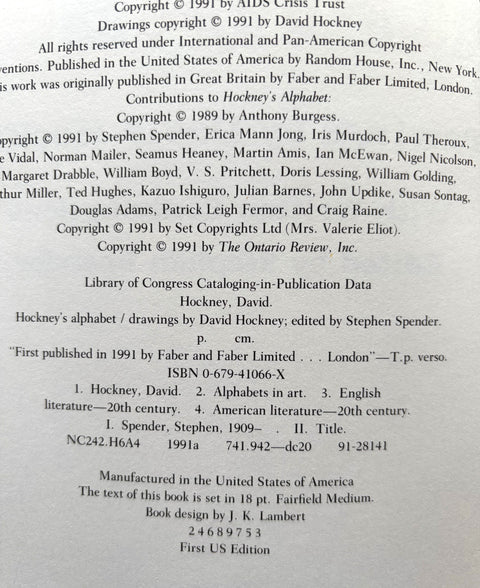 Copyright © 1991 by AIDS Crisis Trust
Drawings copyright © 1991 by David Hockney
All rights reserved under International and Pan-American Copyright
ventions. Published in the United States of America by Random House, Inc., New York.
is work was originally published in Great Britain by Faber and Faber Limited, London.
Contributions to Hockney's Alphabet:
Copyright © 1989 by Anthony Burgess.
opyright © 1991 by Stephen Spender, Erica Mann Jong, Iris Murdoch, Paul Theroux,
e Vidal, Norman Mailer, Seamus Heaney, Martin Amis, Ian McEwan, Nigel Nicolson,
Margaret Drabble, William Boyd, V. S. Pritchett, Doris Lessing, William Golding,
thur Miller, Ted Hughes, Kazuo Ishiguro, Julian Barnes, John Updike, Susan Sontag,
Douglas Adams, Patrick Leigh Fermor, and Craig Raine.
Copyright © 1991 by Set Copyrights Ltd (Mrs. Valerie Eliot).
Copyright © 1991 by The Ontario Review, Inc.
Library of Congress Cataloging-in-Publication Data
Hockney, David.
Hockney's alphabet / drawings by David Hockney; edited by Stephen Spender.
p. cm.
"First published in 1991 by Faber and Faber Limited . . . London"—T.p. verso.
ISBN 0-679-41066-X
1. Hockney, David. 2. Alphabets in art. 3. English
literature—20th century. 4. American literature—20th century.
I. Spender, Stephen, 1909– . II. Title.
NC242.H6A4 1991a 741.942—dc20 91-28141
Manufactured in the United States of America
The text of this book is set in 18 pt. Fairfield Medium.
Book design by J. K. Lambert
2 4 6 8 9 7 5 3
First US Edition